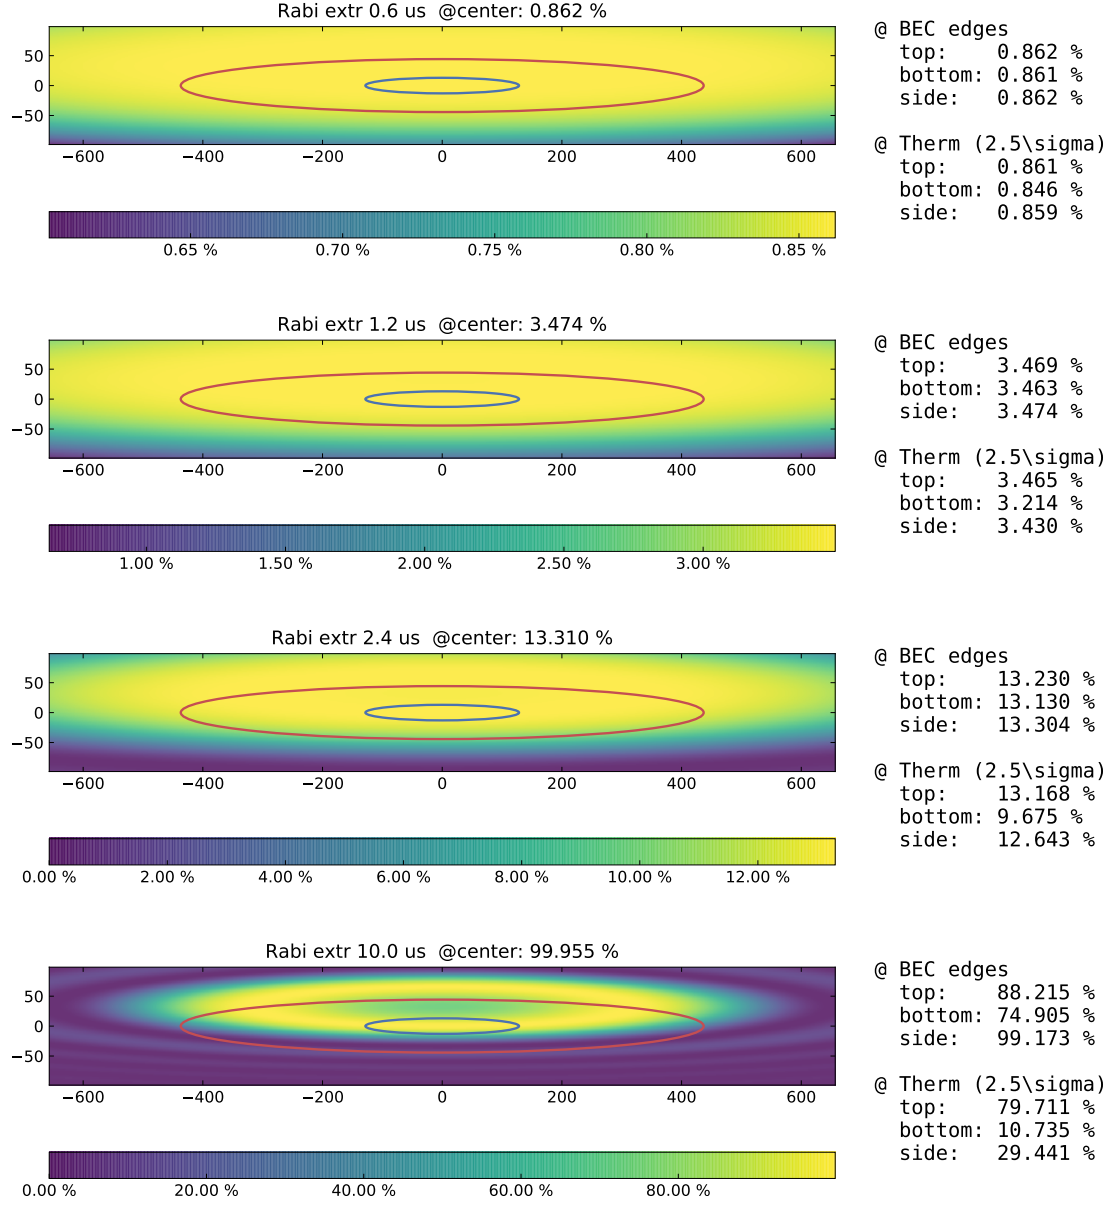 Rabi extr 0.6 us  @center: 0.862 %
50
0
−50
−600 −400 −200 0 200 400 600
0.65 % 0.70 % 0.75 % 0.80 % 0.85 %
@ BEC edges
top: 0.862 %
bottom: 0.861 %
side: 0.862 %
@ Therm (2.5\sigma)
top: 0.861 %
bottom: 0.846 %
side: 0.859 %
Rabi extr 1.2 us  @center: 3.474 %
50
0
−50
−600 −400 −200 0 200 400 600
1.00 % 1.50 % 2.00 % 2.50 % 3.00 %
@ BEC edges
top: 3.469 %
bottom: 3.463 %
side: 3.474 %
@ Therm (2.5\sigma)
top: 3.465 %
bottom: 3.214 %
side: 3.430 %
Rabi extr 2.4 us  @center: 13.310 %
50
0
−50
−600 −400 −200 0 200 400 600
0.00 % 2.00 % 4.00 % 6.00 % 8.00 % 10.00 % 12.00 %
@ BEC edges
top: 13.230 %
bottom: 13.130 %
side: 13.304 %
@ Therm (2.5\sigma)
top: 13.168 %
bottom: 9.675 %
side: 12.643 %
Rabi extr 10.0 us  @center: 99.955 %
50
0
−50
−600 −400 −200 0 200 400 600
0.00 % 20.00 % 40.00 % 60.00 % 80.00 %
@ BEC edges
top: 88.215 %
bottom: 74.905 %
side: 99.173 %
@ Therm (2.5\sigma)
top: 79.711 %
bottom: 10.735 %
side: 29.441 %